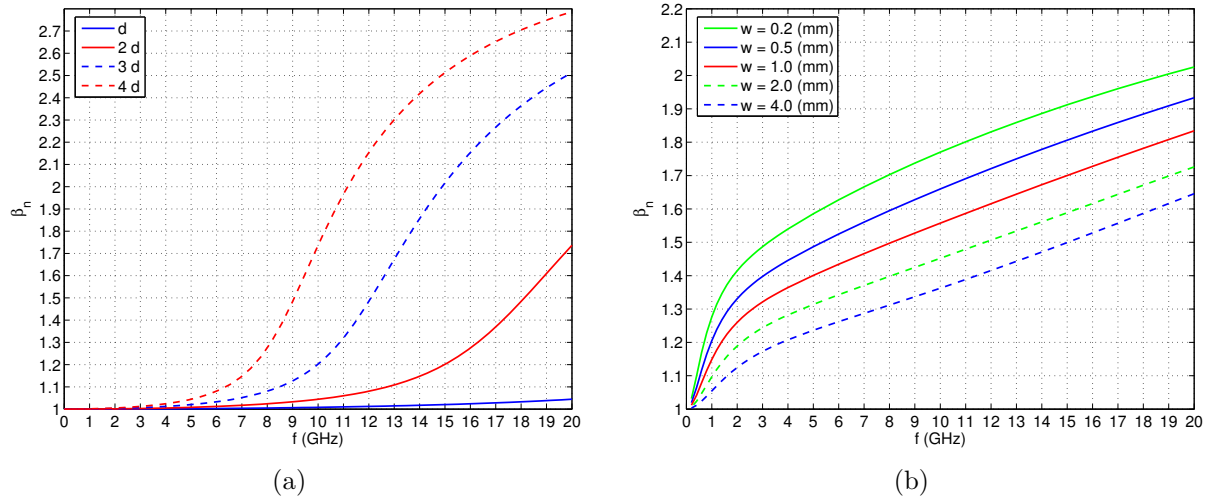 2.7
2.6
2.5
2.4
2.3
2.2
2.1
2
1.9
1.8
1.7
1.6
1.5
1.4
1.3
1.2
1.1
1
β_n
d
2 d
3 d
4 d
0 1 2 3 4 5 6 7 8 9 10 11 12 13 14 15 16 17 18 19 20
f (GHz)
(a)
2.2
2.1
2
1.9
1.8
1.7
1.6
1.5
1.4
1.3
1.2
1.1
1
β_n
w = 0.2 (mm)
w = 0.5 (mm)
w = 1.0 (mm)
w = 2.0 (mm)
w = 4.0 (mm)
0 1 2 3 4 5 6 7 8 9 10 11 12 13 14 15 16 17 18 19 20
f (GHz)
(b)